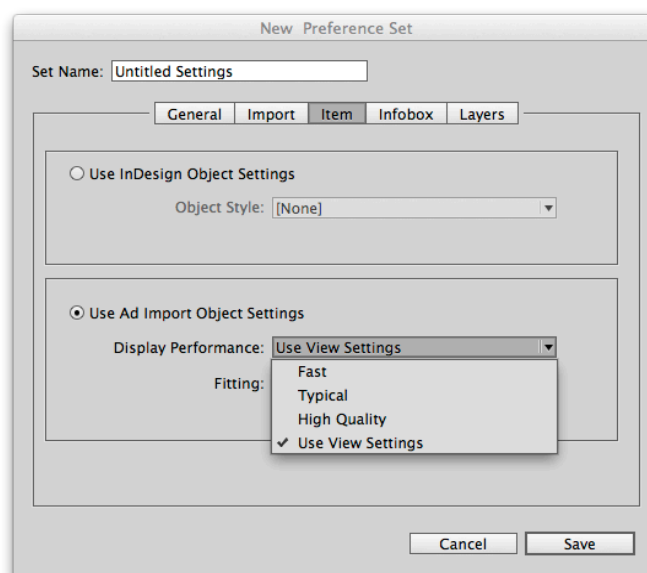 New Preference Set
Set Name: Untitled Settings
General Import Item Infobox Layers
Use InDesign Object Settings
Object Style: [None]
Use Ad Import Object Settings
Display Performance: Use View Settings
Fitting:
Fast
Typical
High Quality
Use View Settings
Cancel Save